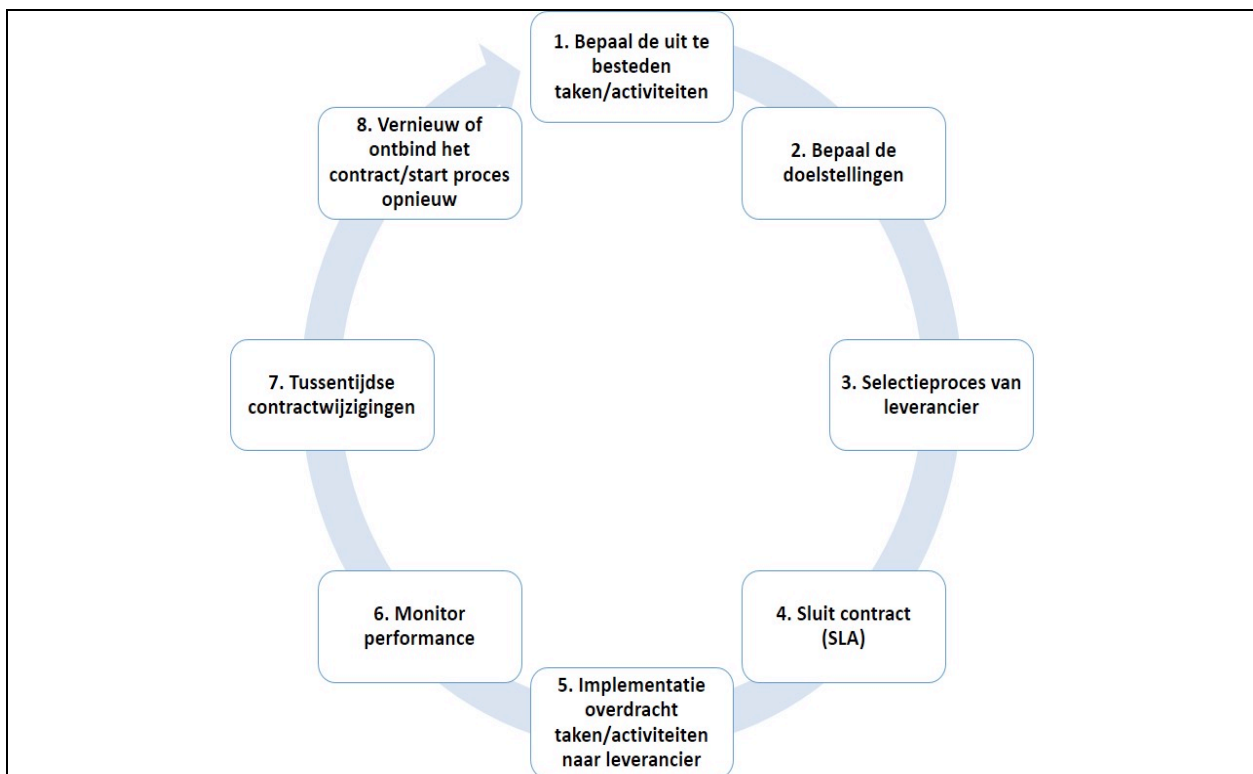 1. Bepaal de uit te
besteden
taken/activiteiten
2. Bepaal de
doelstellingen
3. Selectieproces van
leverancier
4. Sluit contract
(SLA)
5. Implementatie
overdracht
taken/activiteiten
naar leverancier
6. Monitor
performance
7. Tussentijdse
contractwijzigingen
8. Vernieuw of
ontbind het
contract/start proces
opnieuw